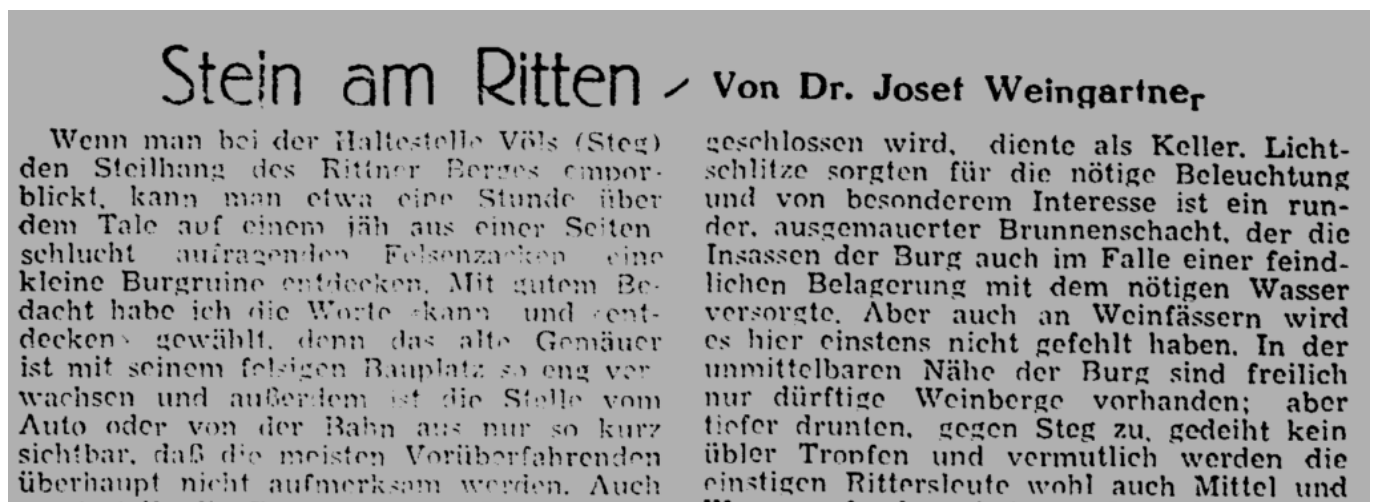 Stein am Ritten / Von Dr. Josef Weingartner
Wenn man bei der Haltestelle Völs (Steg)
den Steilhang des Rittner Berges empor-
blickt, kann man etwa eine Stunde über
dem Tale auf einem jäh aus einer Seiten
schlucht aufragenden Felsenzacken eine
kleine Burgruine entdecken. Mit gutem Be-
dacht habe ich die Worte «kann» und «ent-
decken» gewählt, denn das alte Gemäuer
ist mit seinem felsigen Bauplatz so eng ver-
wachsen und außerdem ist die Stelle vom
Auto oder von der Bahn aus nur so kurz
sichtbar, daß die meisten Vorüberfahrenden
überhaupt nicht aufmerksam werden. Auch
geschlossen wird, diente als Keller. Licht-
schlitze sorgten für die nötige Beleuchtung
und von besonderem Interesse ist ein run-
der, ausgemauerter Brunnenschacht, der die
Insassen der Burg auch im Falle einer feind-
lichen Belagerung mit dem nötigen Wasser
versorgte. Aber auch an Weinfässern wird
es hier einstens nicht gefehlt haben. In der
unmittelbaren Nähe der Burg sind freilich
nur dürftige Weinberge vorhanden; aber
tiefer drunten, gegen Steg zu, gedeiht kein
übler Tropfen und vermutlich werden die
einstigen Rittersleute wohl auch Mittel und